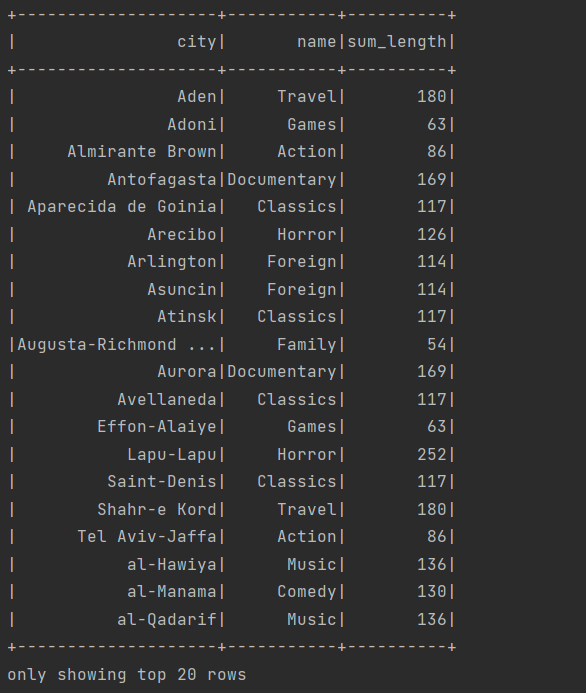 +--------------------+-----------+----------+
|                city|       name|sum_length|
+--------------------+-----------+----------+
|                Aden|     Travel|       180|
|               Adoni|      Games|        63|
|     Almirante Brown|     Action|        86|
|         Antofagasta|Documentary|       169|
| Aparecida de Goinia|   Classics|       117|
|             Arecibo|     Horror|       126|
|           Arlington|    Foreign|       114|
|             Asuncin|    Foreign|       114|
|              Atinsk|   Classics|       117|
|Augusta-Richmond ...|     Family|        54|
|              Aurora|Documentary|       169|
|          Avellaneda|   Classics|       117|
|        Effon-Alaiye|      Games|        63|
|           Lapu-Lapu|     Horror|       252|
|         Saint-Denis|   Classics|       117|
|        Shahr-e Kord|     Travel|       180|
|      Tel Aviv-Jaffa|     Action|        86|
|           al-Hawiya|      Music|       136|
|           al-Manama|     Comedy|       130|
|          al-Qadarif|      Music|       136|
+--------------------+-----------+----------+
only showing top 20 rows